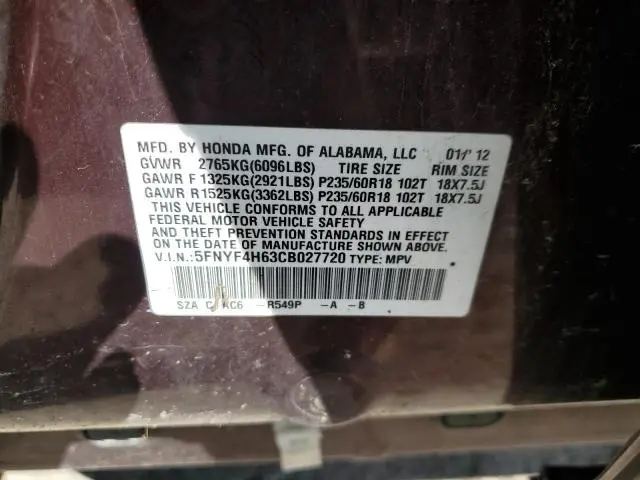 MFD. BY HONDA MFG. OF ALABAMA, LLC 01/'12
GVWR 2765KG(6096LBS) TIRE SIZE RIM SIZE
GAWR F 1325KG(2921LBS) P235/60R18 102T 18X7.5J
GAWR R1525KG(3362LBS) P235/60R18 102T 18X7.5J
THIS VEHICLE CONFORMS TO ALL APPLICABLE
FEDERAL MOTOR VEHICLE SAFETY
AND THEFT PREVENTION STANDARDS IN EFFECT
ON THE DATE OF MANUFACTURE SHOWN ABOVE.
V.I.N.:5FNYF4H63CB027720 TYPE: MPV
SZA -R549P -A -B